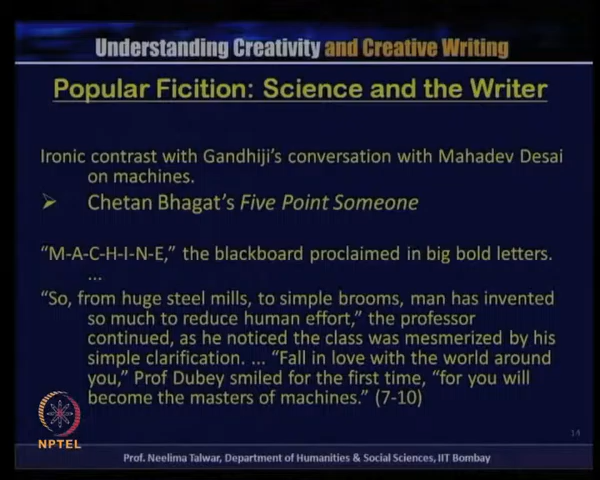 Understanding Creativity and Creative Writing
Popular Ficition: Science and the Writer
Ironic contrast with Gandhiji's conversation with Mahadev Desai
on machines.
➢ Chetan Bhagat's Five Point Someone
“M-A-C-H-I-N-E,” the blackboard proclaimed in big bold letters.
...
“So, from huge steel mills, to simple brooms, man has invented
so much to reduce human effort,” the professor
continued, as he noticed the class was mesmerized by his
simple clarification. ... “Fall in love with the world around
you,” Prof Dubey smiled for the first time, “for you will
become the masters of machines.” (7-10)
NPTEL
14
Prof. Neelima Talwar, Department of Humanities & Social Sciences, IIT Bombay